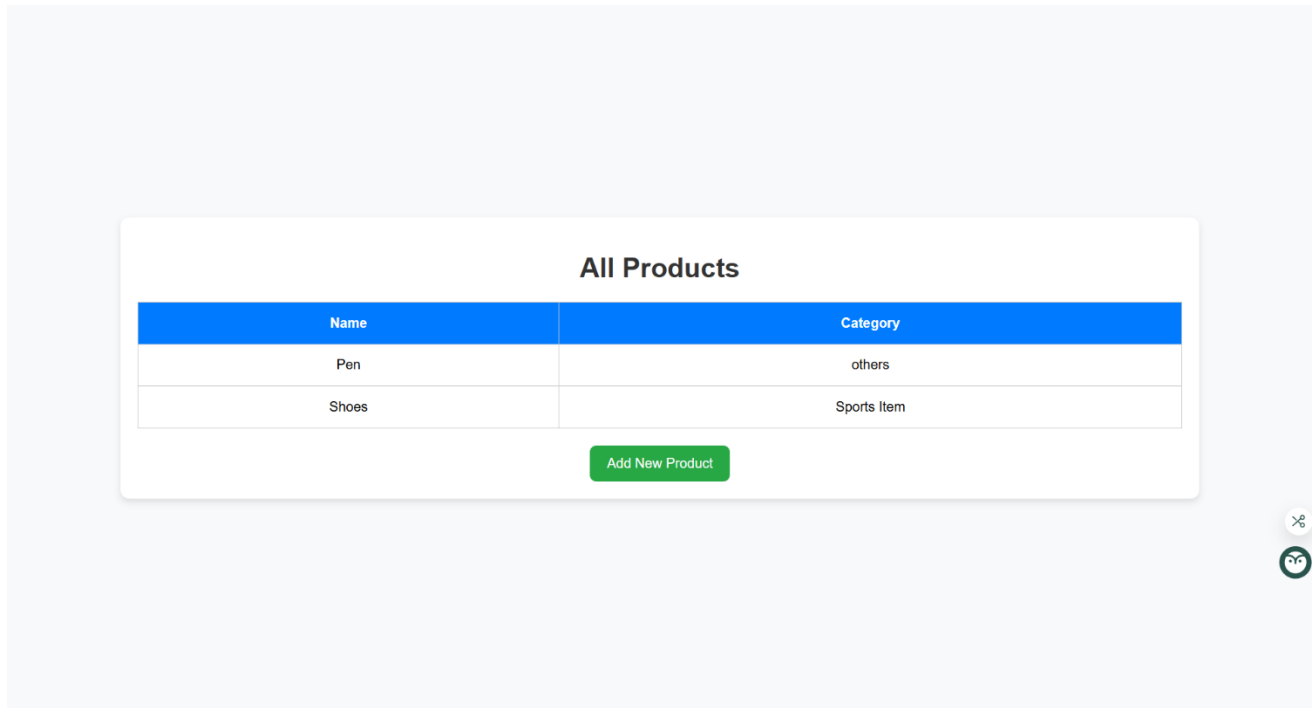 All Products
Name Category
Pen others
Shoes Sports Item
Add New Product